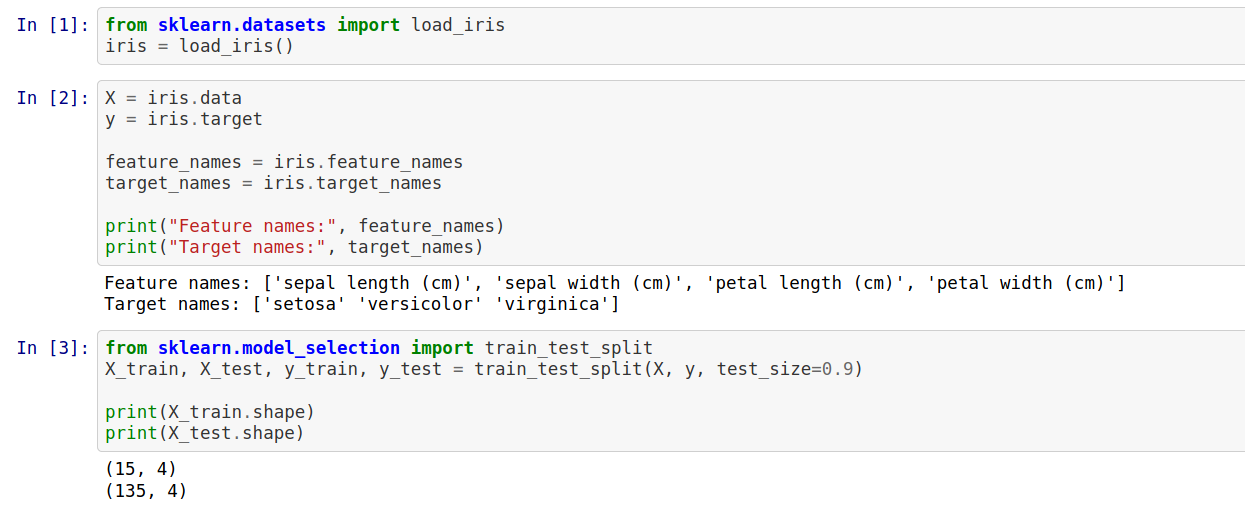 In [1]: from sklearn.datasets import load_iris
iris = load_iris()
In [2]: X = iris.data
y = iris.target
feature_names = iris.feature_names
target_names = iris.target_names
print("Feature names:", feature_names)
print("Target names:", target_names)
Feature names: ['sepal length (cm)', 'sepal width (cm)', 'petal length (cm)', 'petal width (cm)']
Target names: ['setosa' 'versicolor' 'virginica']
In [3]: from sklearn.model_selection import train_test_split
X_train, X_test, y_train, y_test = train_test_split(X, y, test_size=0.9)
print(X_train.shape)
print(X_test.shape)
(15, 4)
(135, 4)